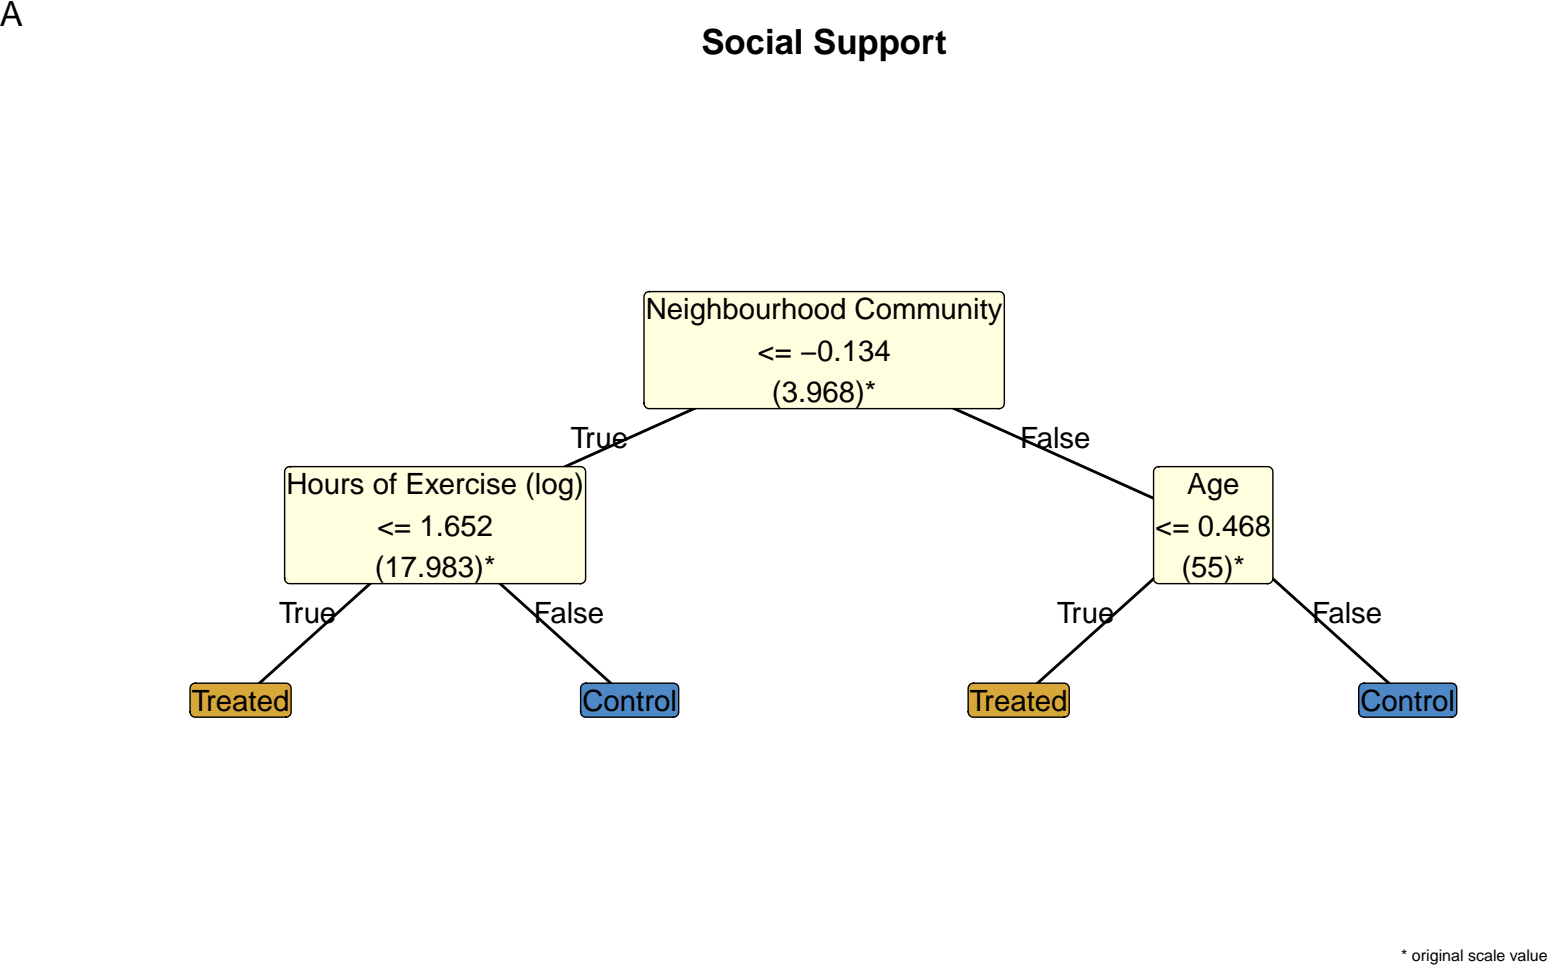 A
Social Support
Neighbourhood Community
<= −0.134
(3.968)*
True
False
Hours of Exercise (log)
<= 1.652
(17.983)*
Age
<= 0.468
(55)*
True
False
True
False
Treated
Control
Treated
Control
* original scale value